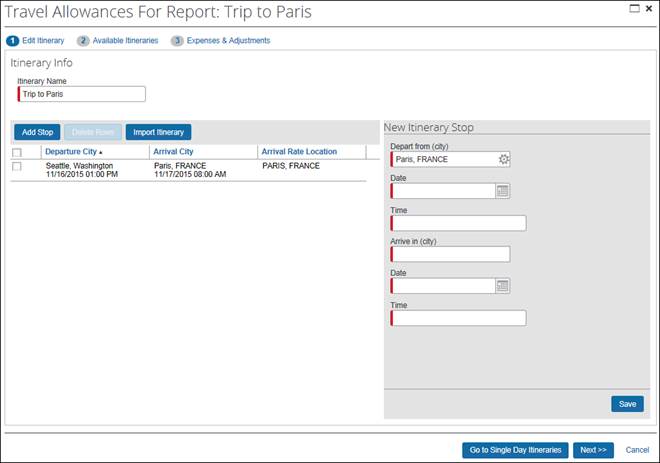 Travel Allowances For Report: Trip to Paris
1 Edit Itinerary 2 Available Itineraries 3 Expenses & Adjustments
Itinerary Info
Itinerary Name
Trip to Paris
Add Stop Delete Rows Import Itinerary
Departure City Arrival City Arrival Rate Location
Seattle, Washington Paris, FRANCE PARIS, FRANCE
11/16/2015 01:00 PM 11/17/2015 08:00 AM
New Itinerary Stop
Depart from (city)
Paris, FRANCE
Date
Time
Arrive in (city)
Date
Time
Save
Go to Single Day Itineraries Next >> Cancel